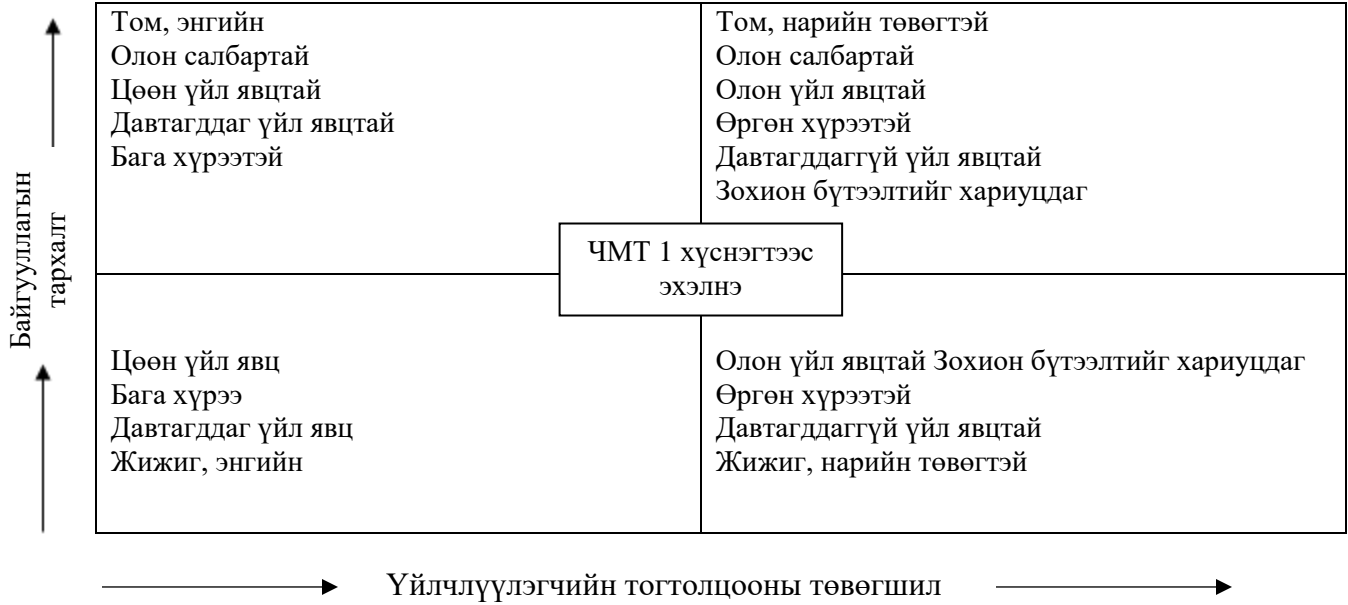 Том, энгийн
Олон салбартай
Цөөн үйл явцтай
Давтагддаг үйл явцтай
Бага хүрээтэй
Том, нарийн төвөгтэй
Олон салбартай
Олон үйл явцтай
Өргөн хүрээтэй
Давтагддаггүй үйл явцтай
Зохион бүтээлтийг хариуцдаг
Байгууллагын
тархалт
ЧМТ 1 хүснэгтээс
эхэлнэ
Цөөн үйл явц
Бага хүрээ
Давтагддаг үйл явц
Жижиг, энгийн
Олон үйл явцтай Зохион бүтээлтийг хариуцдаг
Өргөн хүрээтэй
Давтагддаггүй үйл явцтай
Жижиг, нарийн төвөгтэй
Үйлчлүүлэгчийн тогтолцооны төвөгшил